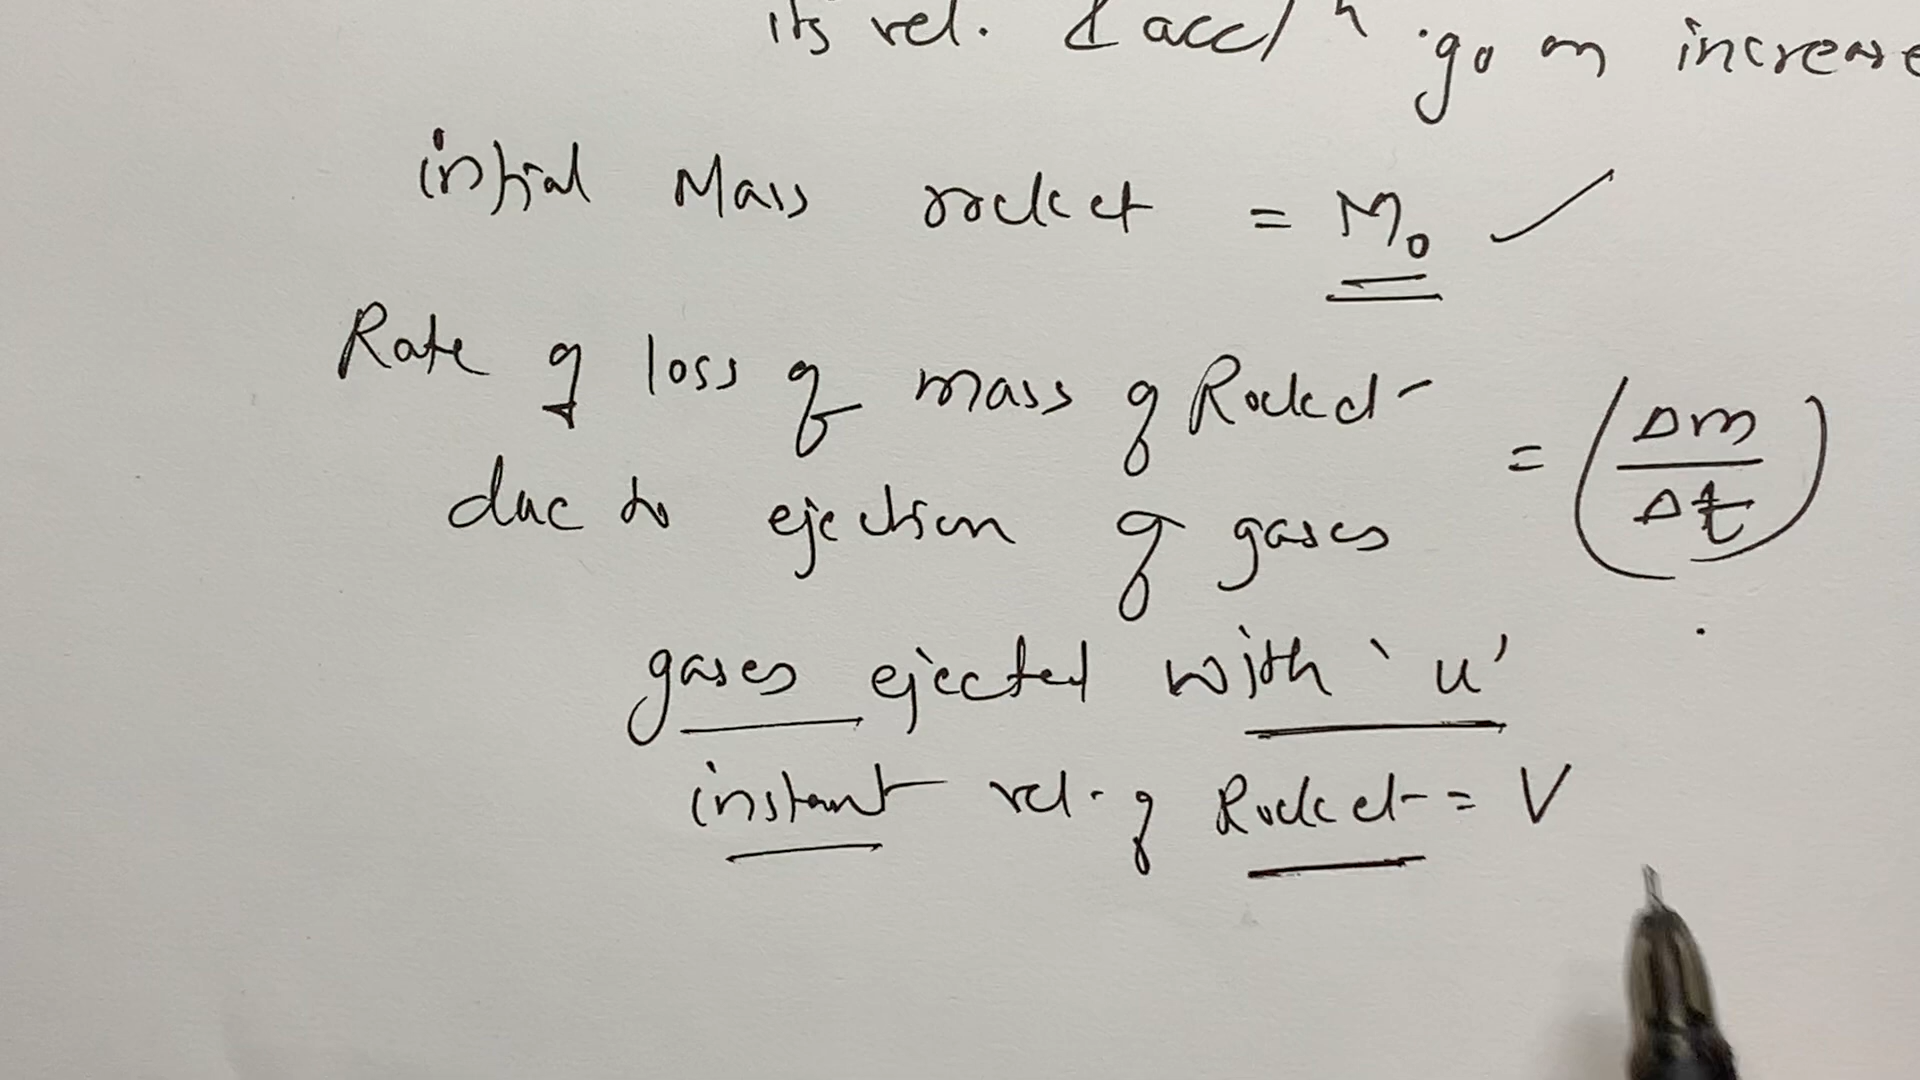 its vel. & accl n go on increase
initial Mass rocket = M₀ ✓
Rate of loss of mass of Rocket
due to ejection of gases = (Δm/Δt)
gases ejected with 'u'
instant vel. of Rocket = V